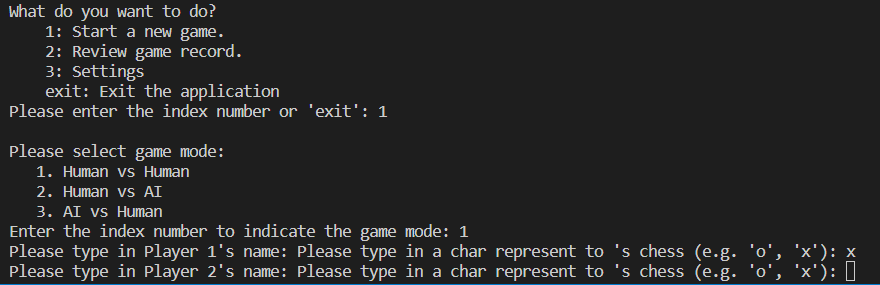 What do you want to do?
1: Start a new game.
2: Review game record.
3: Settings
exit: Exit the application
Please enter the index number or 'exit': 1
Please select game mode:
1. Human vs Human
2. Human vs AI
3. AI vs Human
Enter the index number to indicate the game mode: 1
Please type in Player 1's name: Please type in a char represent to 's chess (e.g. 'o', 'x'): x
Please type in Player 2's name: Please type in a char represent to 's chess (e.g. 'o', 'x'):